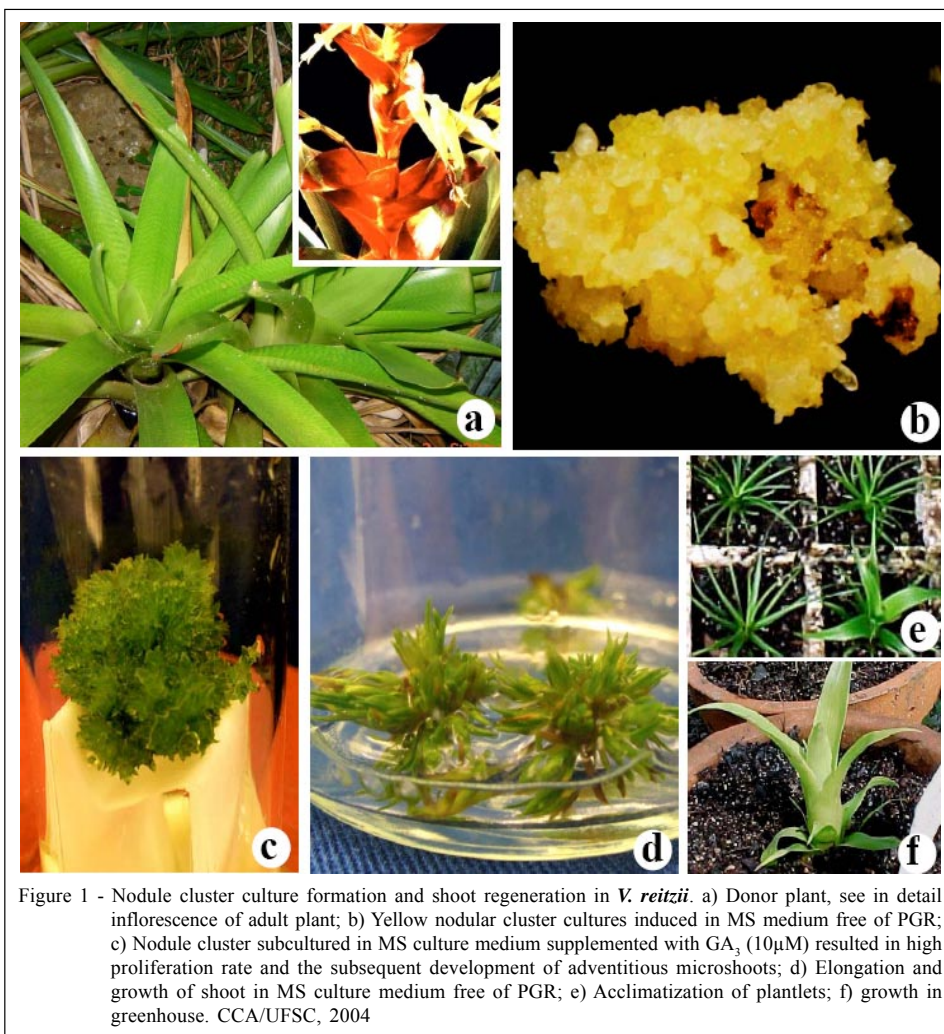 a
b
c
d
e
f
Figure 1 - Nodule cluster culture formation and shoot regeneration in V. reitzii. a) Donor plant, see in detail
inflorescence of adult plant; b) Yellow nodular cluster cultures induced in MS medium free of PGR;
c) Nodule cluster subcultured in MS culture medium supplemented with GA₃ (10µM) resulted in high
proliferation rate and the subsequent development of adventitious microshoots; d) Elongation and
growth of shoot in MS culture medium free of PGR; e) Acclimatization of plantlets; f) growth in
greenhouse. CCA/UFSC, 2004